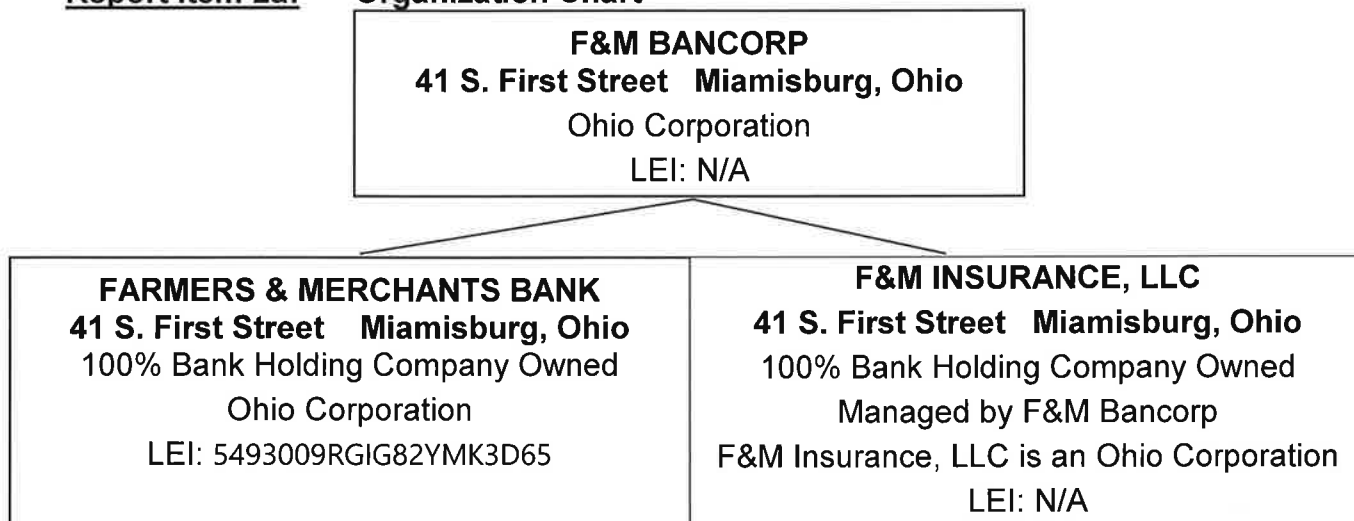 Report Item 2a: Organization Chart
F&M BANCORP
41 S. First Street Miamisburg, Ohio
Ohio Corporation
LEI: N/A
FARMERS & MERCHANTS BANK
41 S. First Street Miamisburg, Ohio
100% Bank Holding Company Owned
Ohio Corporation
LEI: 5493009RGIG82YMK3D65
F&M INSURANCE, LLC
41 S. First Street Miamisburg, Ohio
100% Bank Holding Company Owned
Managed by F&M Bancorp
F&M Insurance, LLC is an Ohio Corporation
LEI: N/A